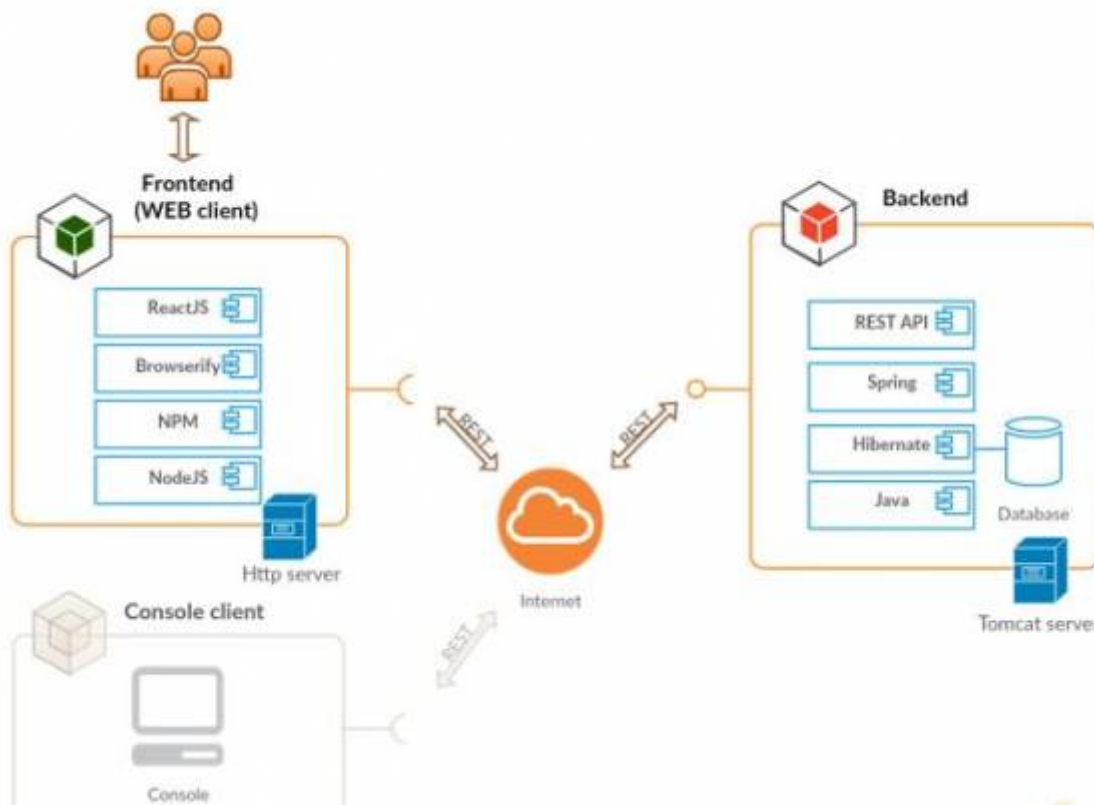 Frontend
(WEB client)
ReactJS
Browserify
NPM
NodeJS
Http server
REST
REST
Internet
Backend
REST API
Spring
Hibernate
Java
Database
Tomcat server
Console client
REST
Console